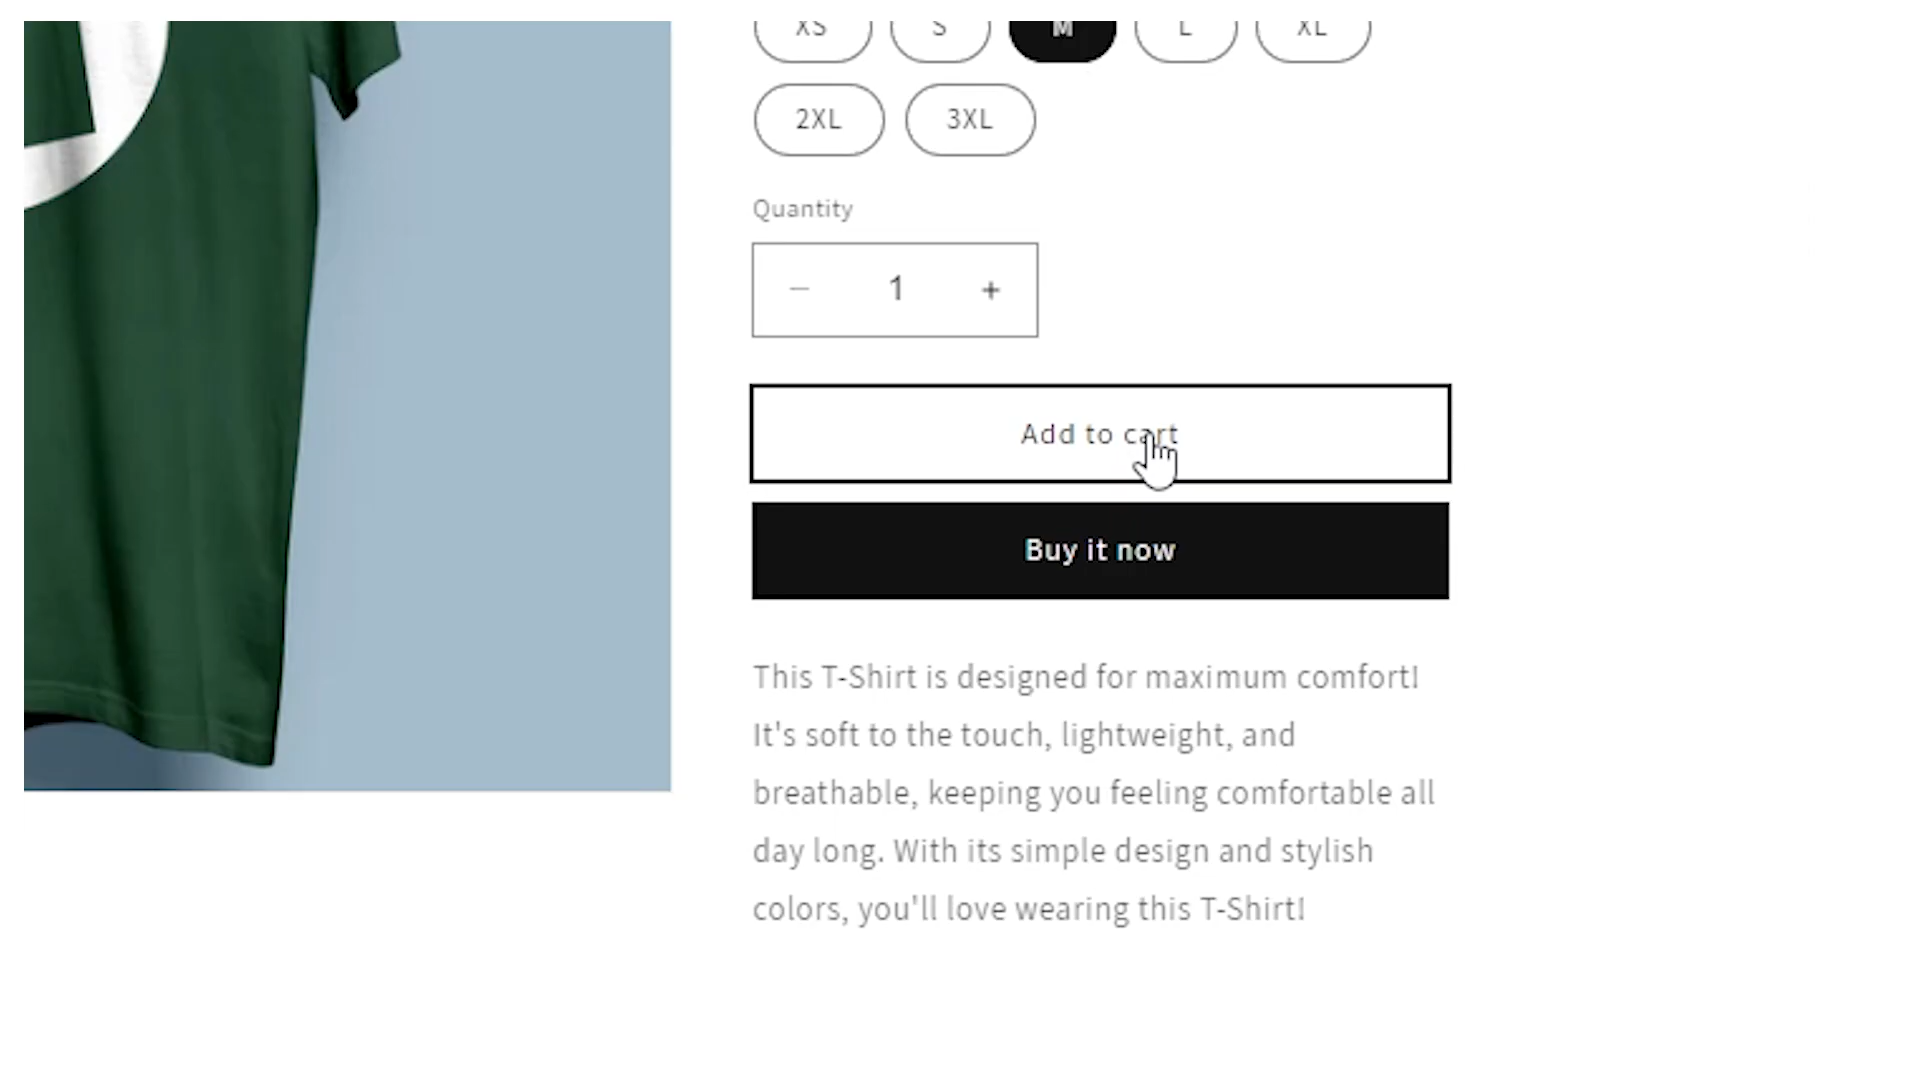 XS S M L XL
2XL 3XL
Quantity
− 1 +
Add to cart
Buy it now
This T-Shirt is designed for maximum comfort!
It's soft to the touch, lightweight, and
breathable, keeping you feeling comfortable all
day long. With its simple design and stylish
colors, you'll love wearing this T-Shirt!